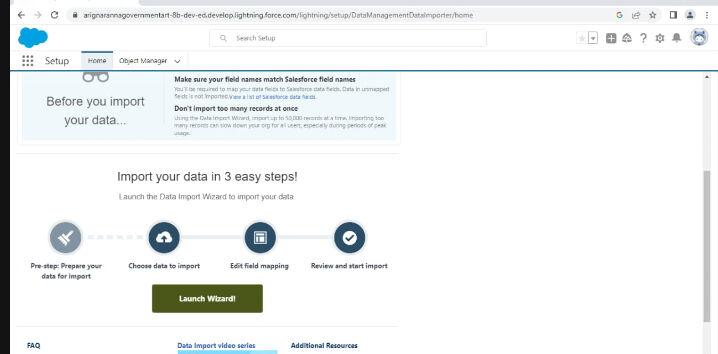 arignarannagovernmentart-8b-dev-ed.develop.lightning.force.com/lightning/setup/DataManagementDataImporter/home
Search Setup
Setup
Home
Object Manager
Before you import
your data...
Make sure your field names match Salesforce field names
You'll be required to map your data fields to Salesforce data fields. Data in unmapped
fields is not imported. View a list of Salesforce data fields.
Don't import too many records at once
Using the Data Import Wizard, import up to 50,000 records at a time. Importing too
many records can slow down your org for all users, especially during periods of peak
usage.
Import your data in 3 easy steps!
Launch the Data Import Wizard to import your data
Pre-step: Prepare your
data for import
Choose data to import
Edit field mapping
Review and start import
Launch Wizard!
FAQ
Data Import video series
Additional Resources